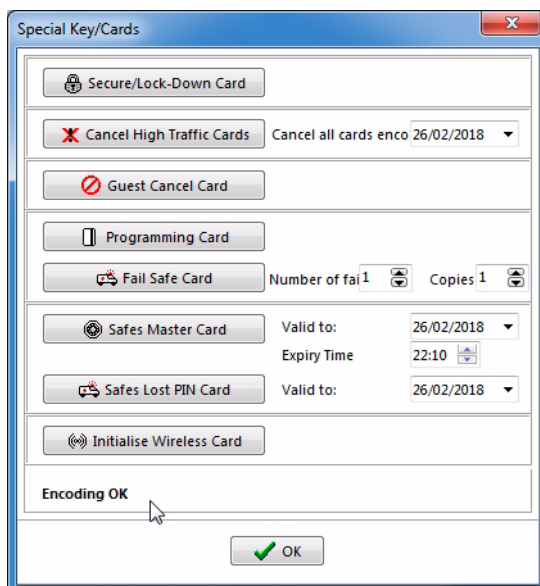 Special Key/Cards
Secure/Lock-Down Card
Cancel High Traffic Cards Cancel all cards enco 26/02/2018
Guest Cancel Card
Programming Card
Fail Safe Card Number of fai 1 Copies 1
Safes Master Card Valid to: 26/02/2018
Expiry Time 22:10
Safes Lost PIN Card Valid to: 26/02/2018
Initialise Wireless Card
Encoding OK
OK